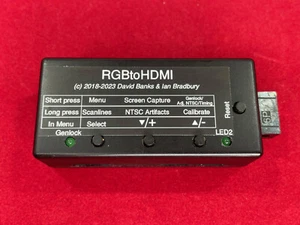 RGBtoHDMI
(c) 2018-2023 David Banks & Ian Bradbury
Short press Menu Screen Capture Genlock/ Adj. NTSC/Timing
Long press Scanlines NTSC Artifacts Calibrate
In Menu Select ▼/+ ▲/-
Genlock LED2
Reset